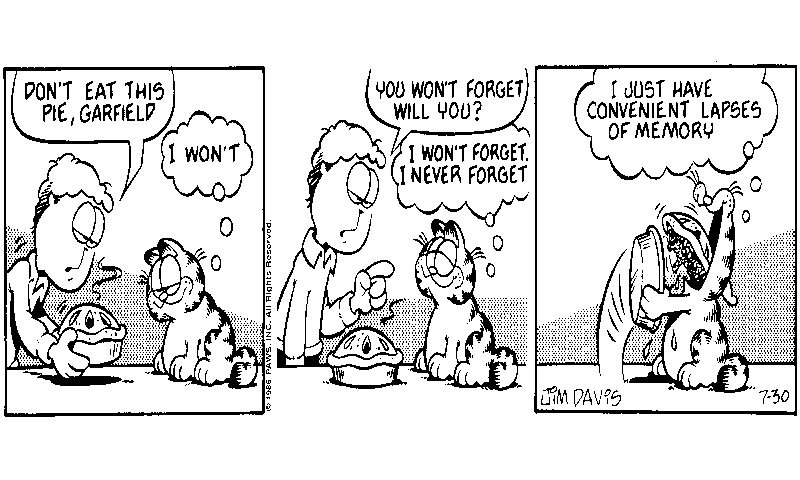 DON'T EAT THIS
PIE, GARFIELD
I WON'T
© 1986 PAWS, INC. All Rights Reserved.
YOU WON'T FORGET
WILL YOU?
I WON'T FORGET.
I NEVER FORGET
I JUST HAVE
CONVENIENT LAPSES
OF MEMORY
JIM DAVIS
7-30